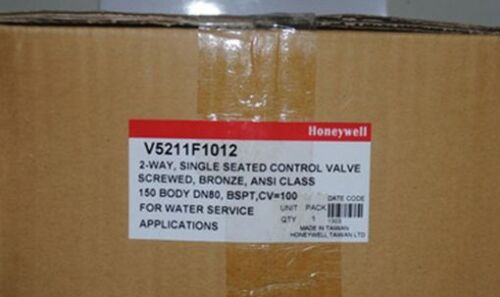 Honeywell
V5211F1012
2-WAY, SINGLE SEATED CONTROL VALVE
SCREWED, BRONZE, ANSI CLASS
150 BODY DN80, BSPT,CV=100
DATE CODE
FOR WATER SERVICE
UNIT PACK
APPLICATIONS
QTY 1
MADE IN TAIWAN
HONEYWELL TAIWAN LTD